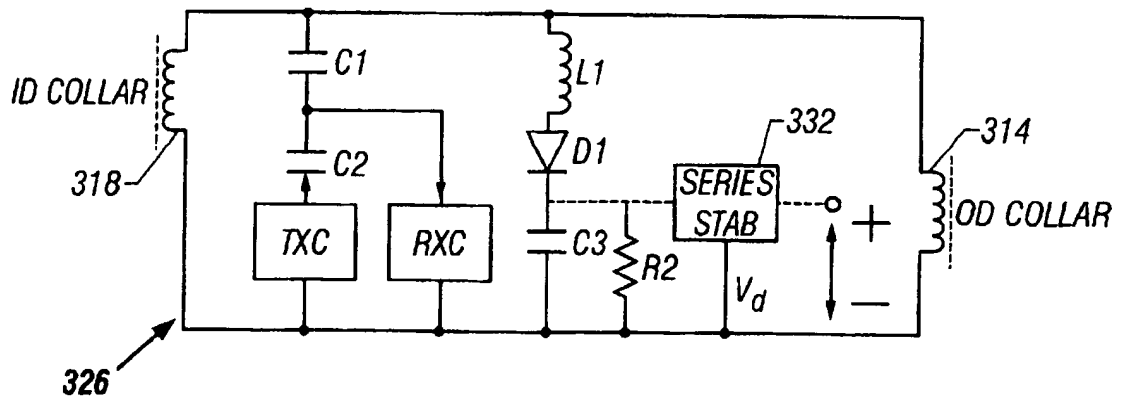 C1
L1
ID COLLAR
332
314
D1
C2
318
SERIES
STAB
+
OD COLLAR
TXC
RXC
C3
R2
Vd
—
326